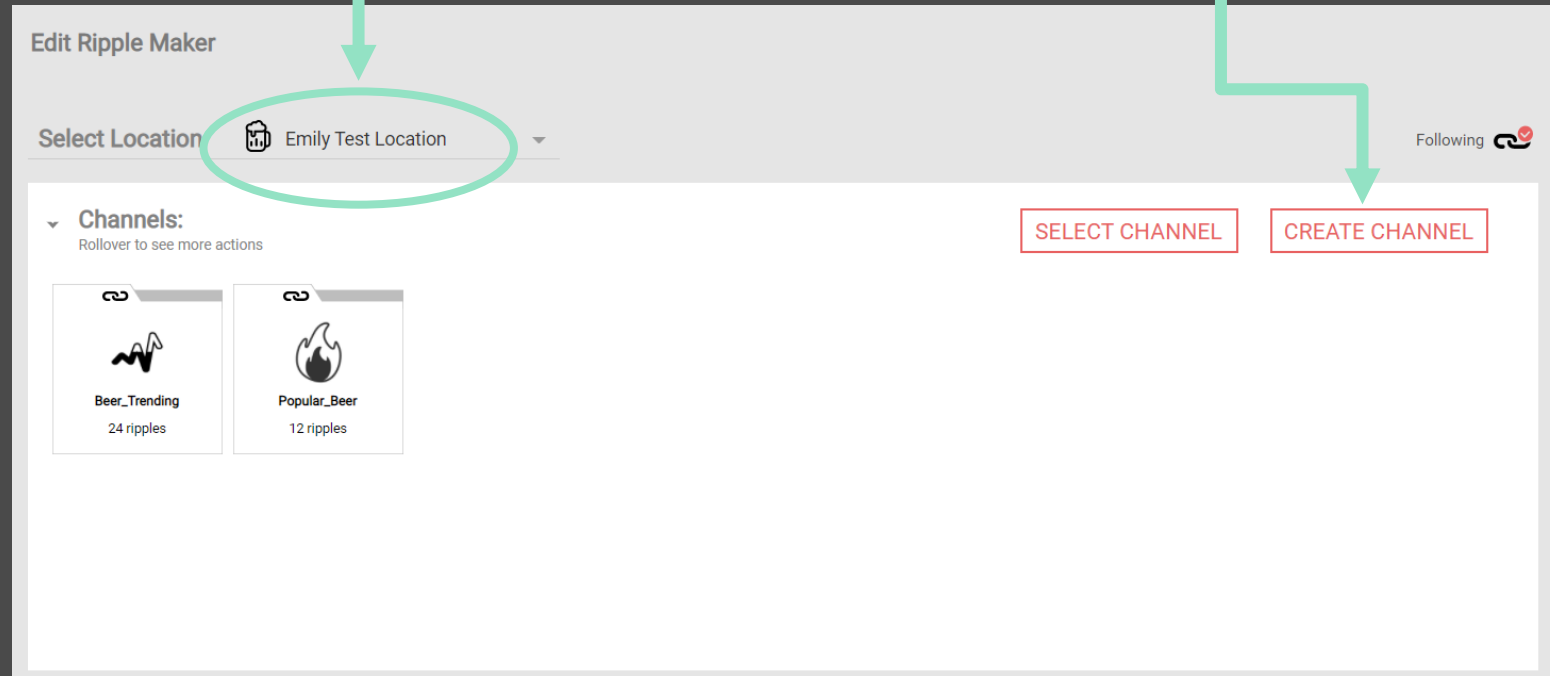 Edit Ripple Maker
Select Location Emily Test Location
Following
Channels:
Rollover to see more actions
SELECT CHANNEL CREATE CHANNEL
Beer_Trending Popular_Beer
24 ripples 12 ripples